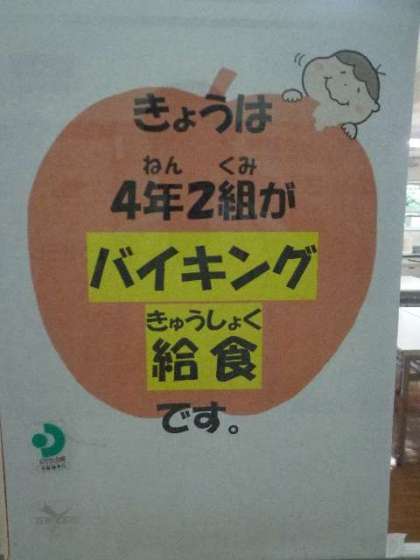 きょうは
ねん くみ
4年2組が
バイキング
きゅうしょく
給食
です。